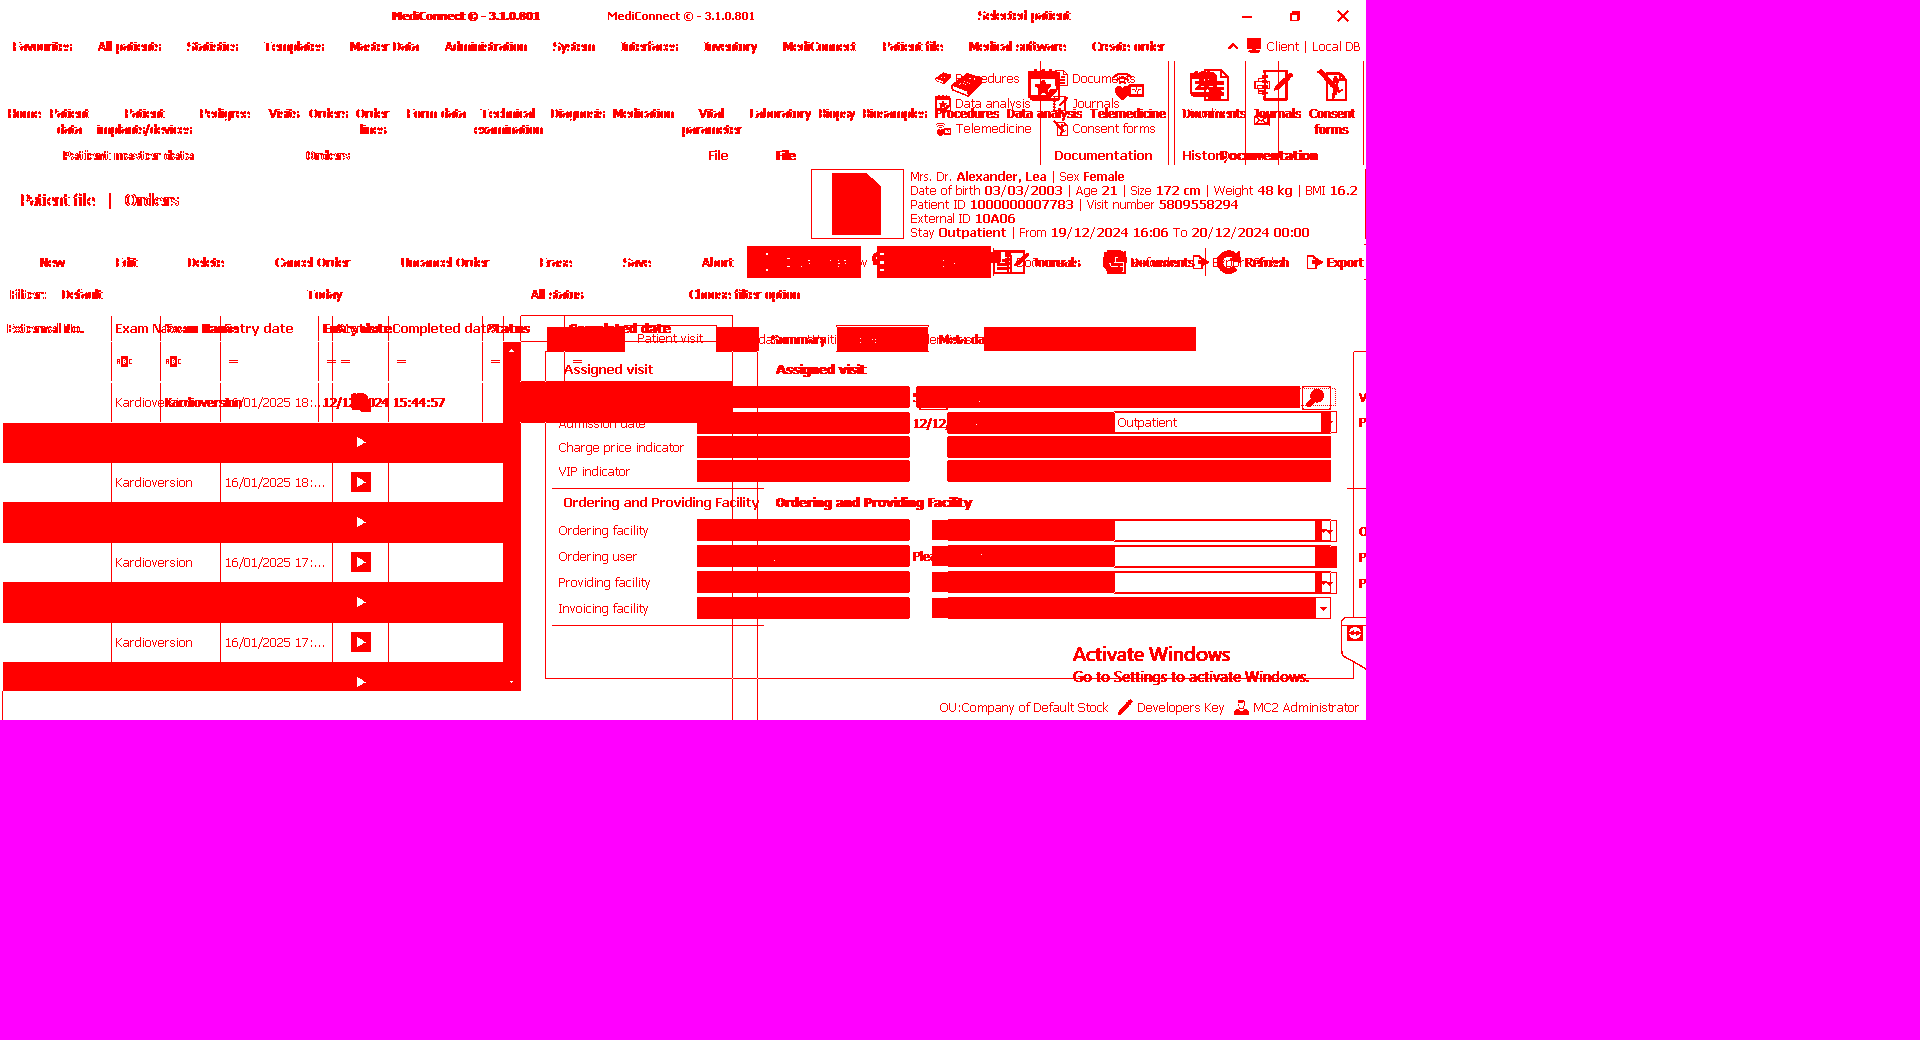 MediConnect © - 3.1.0.801 MediConnect © - 3.1.0.801 Selected patient
Favourites All patients Statistics Templates Master Data Administration System Interfaces Inventory MediConnect Patient file Medical software Create order Client | Local DB
Procedures Documents
Data analysis Journals
Home Patient data Patient implants/devices Pedigree Visits Orders Order lines Form data Technical examination Diagnosis Medication Vital parameter Laboratory Biopsy Biosamples Procedures Data analysis Telemedicine Documents Journals Consent forms
Telemedicine Consent forms
Patient master data Orders File File Documentation History Documentation
Mrs. Dr. Alexander, Lea | Sex Female
Date of birth 03/03/2003 | Age 21 | Size 172 cm | Weight 48 kg | BMI 16.2
Patient file | Orders
Patient ID 1000000007783 | Visit number 5809558294
External ID 10A06
Stay Outpatient | From 19/12/2024 16:06 To 20/12/2024 00:00
New Edit Delete Cancel Order Uncancel Order Erase Save Abort Journals Documents Refresh Export
Filter: Default Today All status Choose filter option
Exam Name Entry date Completed date Status Completed date
Patient visit Summary
Assigned visit Assigned visit
Kardioversion 16/01/2025 18:... 15:44:57
Admission date 12/12 Outpatient
Charge price indicator
VIP indicator
Kardioversion 16/01/2025 18:...
Ordering and Providing Facility Ordering and Providing Facility
Ordering facility
Ordering user
Kardioversion 16/01/2025 17:...
Providing facility
Invoicing facility
Kardioversion 16/01/2025 17:...
Activate Windows
Go to Settings to activate Windows.
OU:Company of Default Stock Developers Key MC2 Administrator